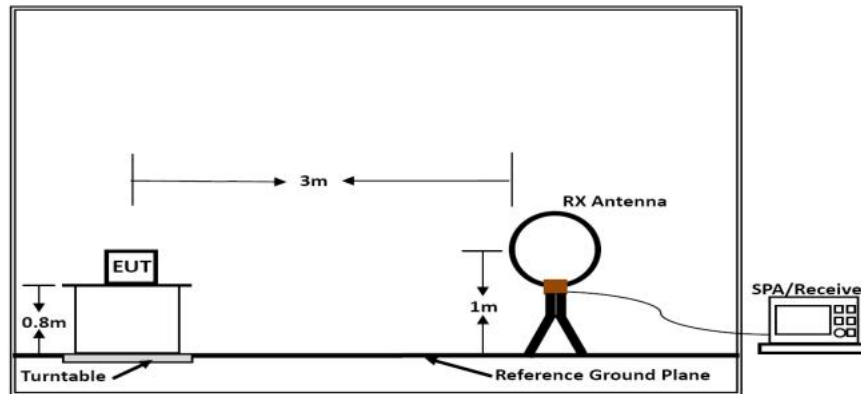 3m
RX Antenna
EUT
SPA/Receive
0.8m
1m
Turntable
Reference Ground Plane